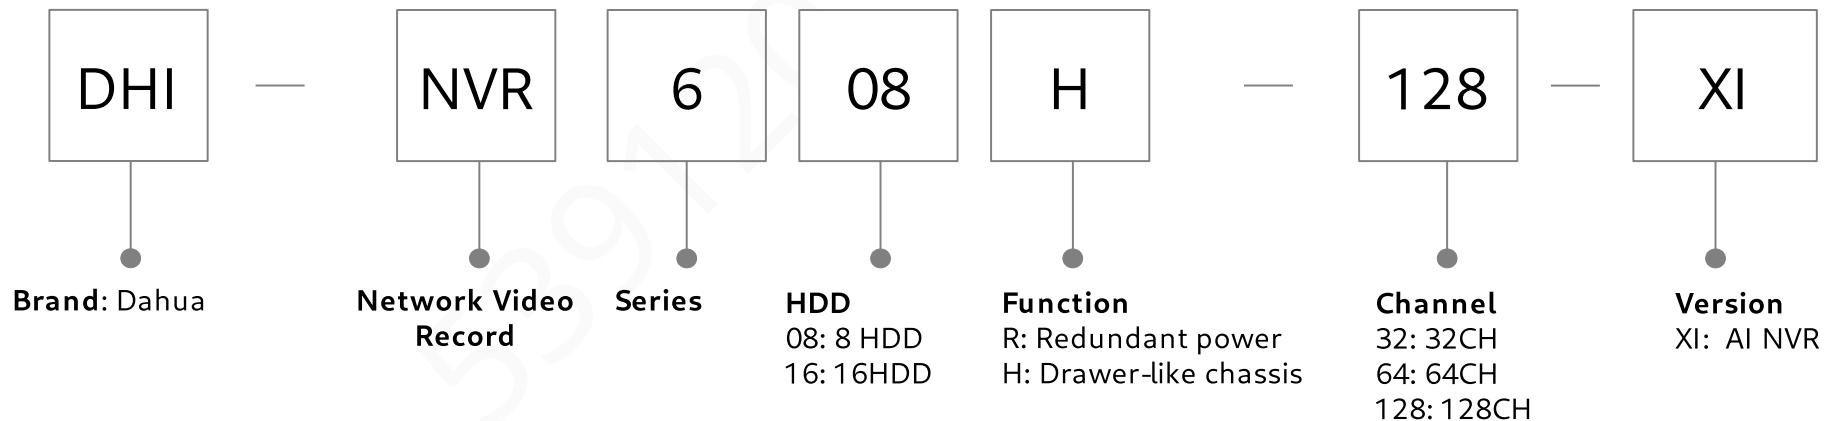 DHI — NVR 6 08 H — 128 — XI
Brand: Dahua
Network Video
Record
Series
HDD
08: 8 HDD
16: 16HDD
Function
R: Redundant power
H: Drawer-like chassis
Channel
32: 32CH
64: 64CH
128: 128CH
Version
XI: AI NVR